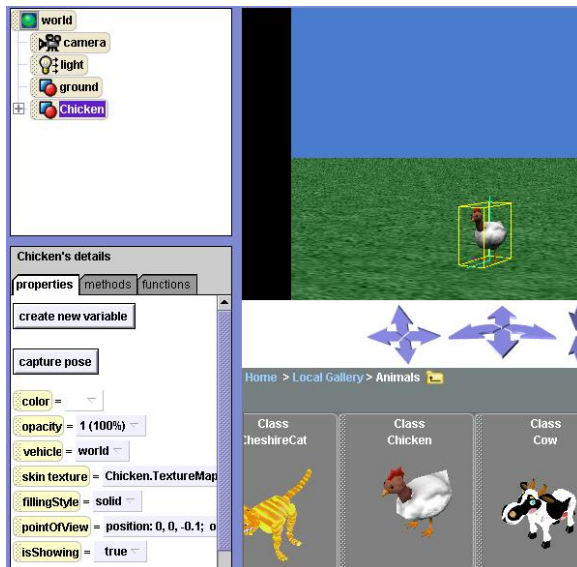 world
camera
light
ground
Chicken
Chicken's details
properties methods functions
create new variable
capture pose
color =
opacity = 1 (100%)
vehicle = world
skin texture = Chicken.TextureMap
fillingStyle = solid
pointOfView = position: 0, 0, -0.1; o
isShowing = true
Home > Local Gallery > Animals
Class
CheshireCat
Class
Chicken
Class
Cow